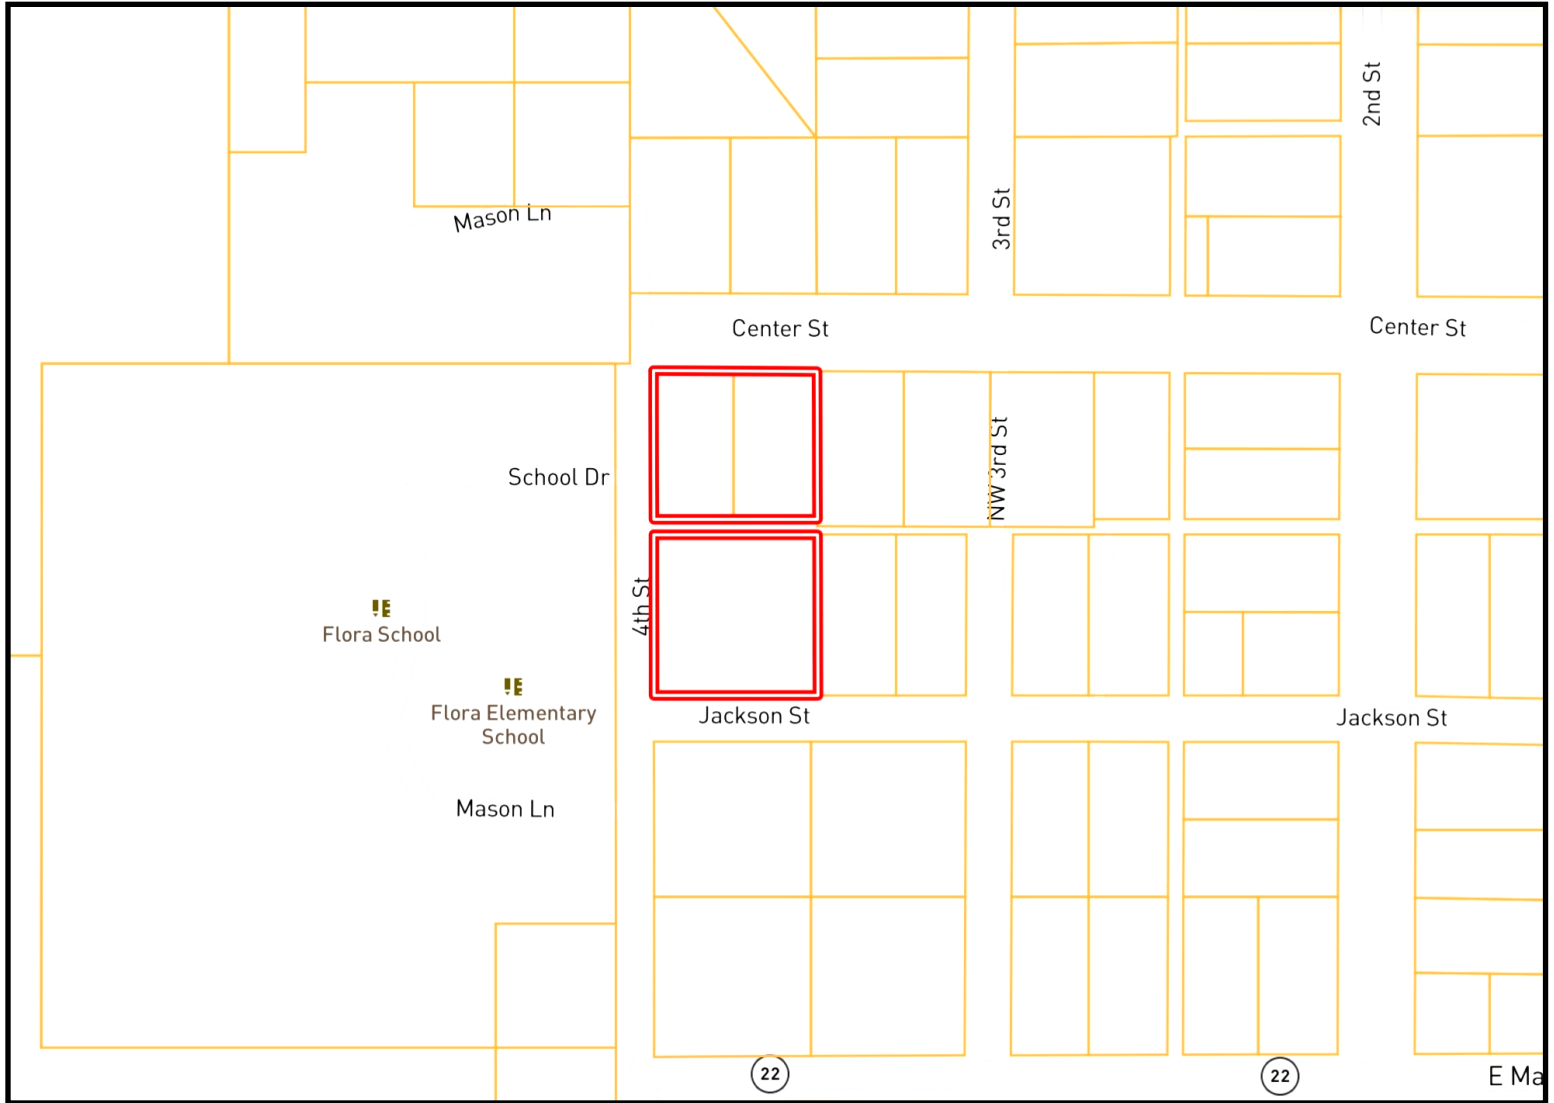 2nd St
3rd St
Mason Ln
Center St
Center St
NW 3rd St
School Dr
4th St
Flora School
Flora Elementary
School
Jackson St
Jackson St
Mason Ln
22
22
E Ma